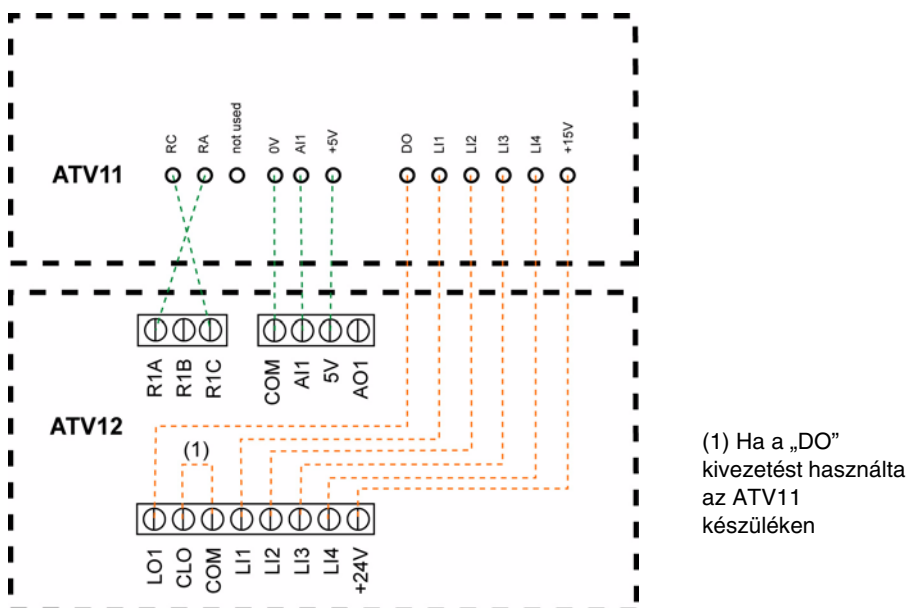 RC
RA
not used
0V
AI1
+5V
DO
LI1
LI2
LI3
LI4
+15V
ATV11
R1A
R1B
R1C
COM
AI1
5V
AO1
ATV12
(1)
LO1
CLO
COM
LI1
LI2
LI3
LI4
+24V
(1) Ha a „DO”
kivezetést használta
az ATV11
készüléken